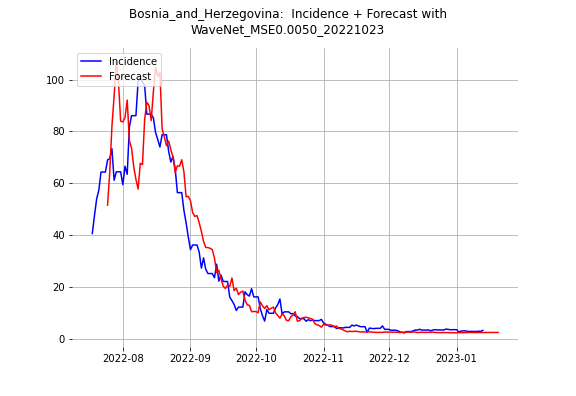 Bosnia_and_Herzegovina:  Incidence + Forecast with
WaveNet_MSE0.0050_20221023
Incidence
Forecast
100
80
60
40
20
0
2022-08 2022-09 2022-10 2022-11 2022-12 2023-01